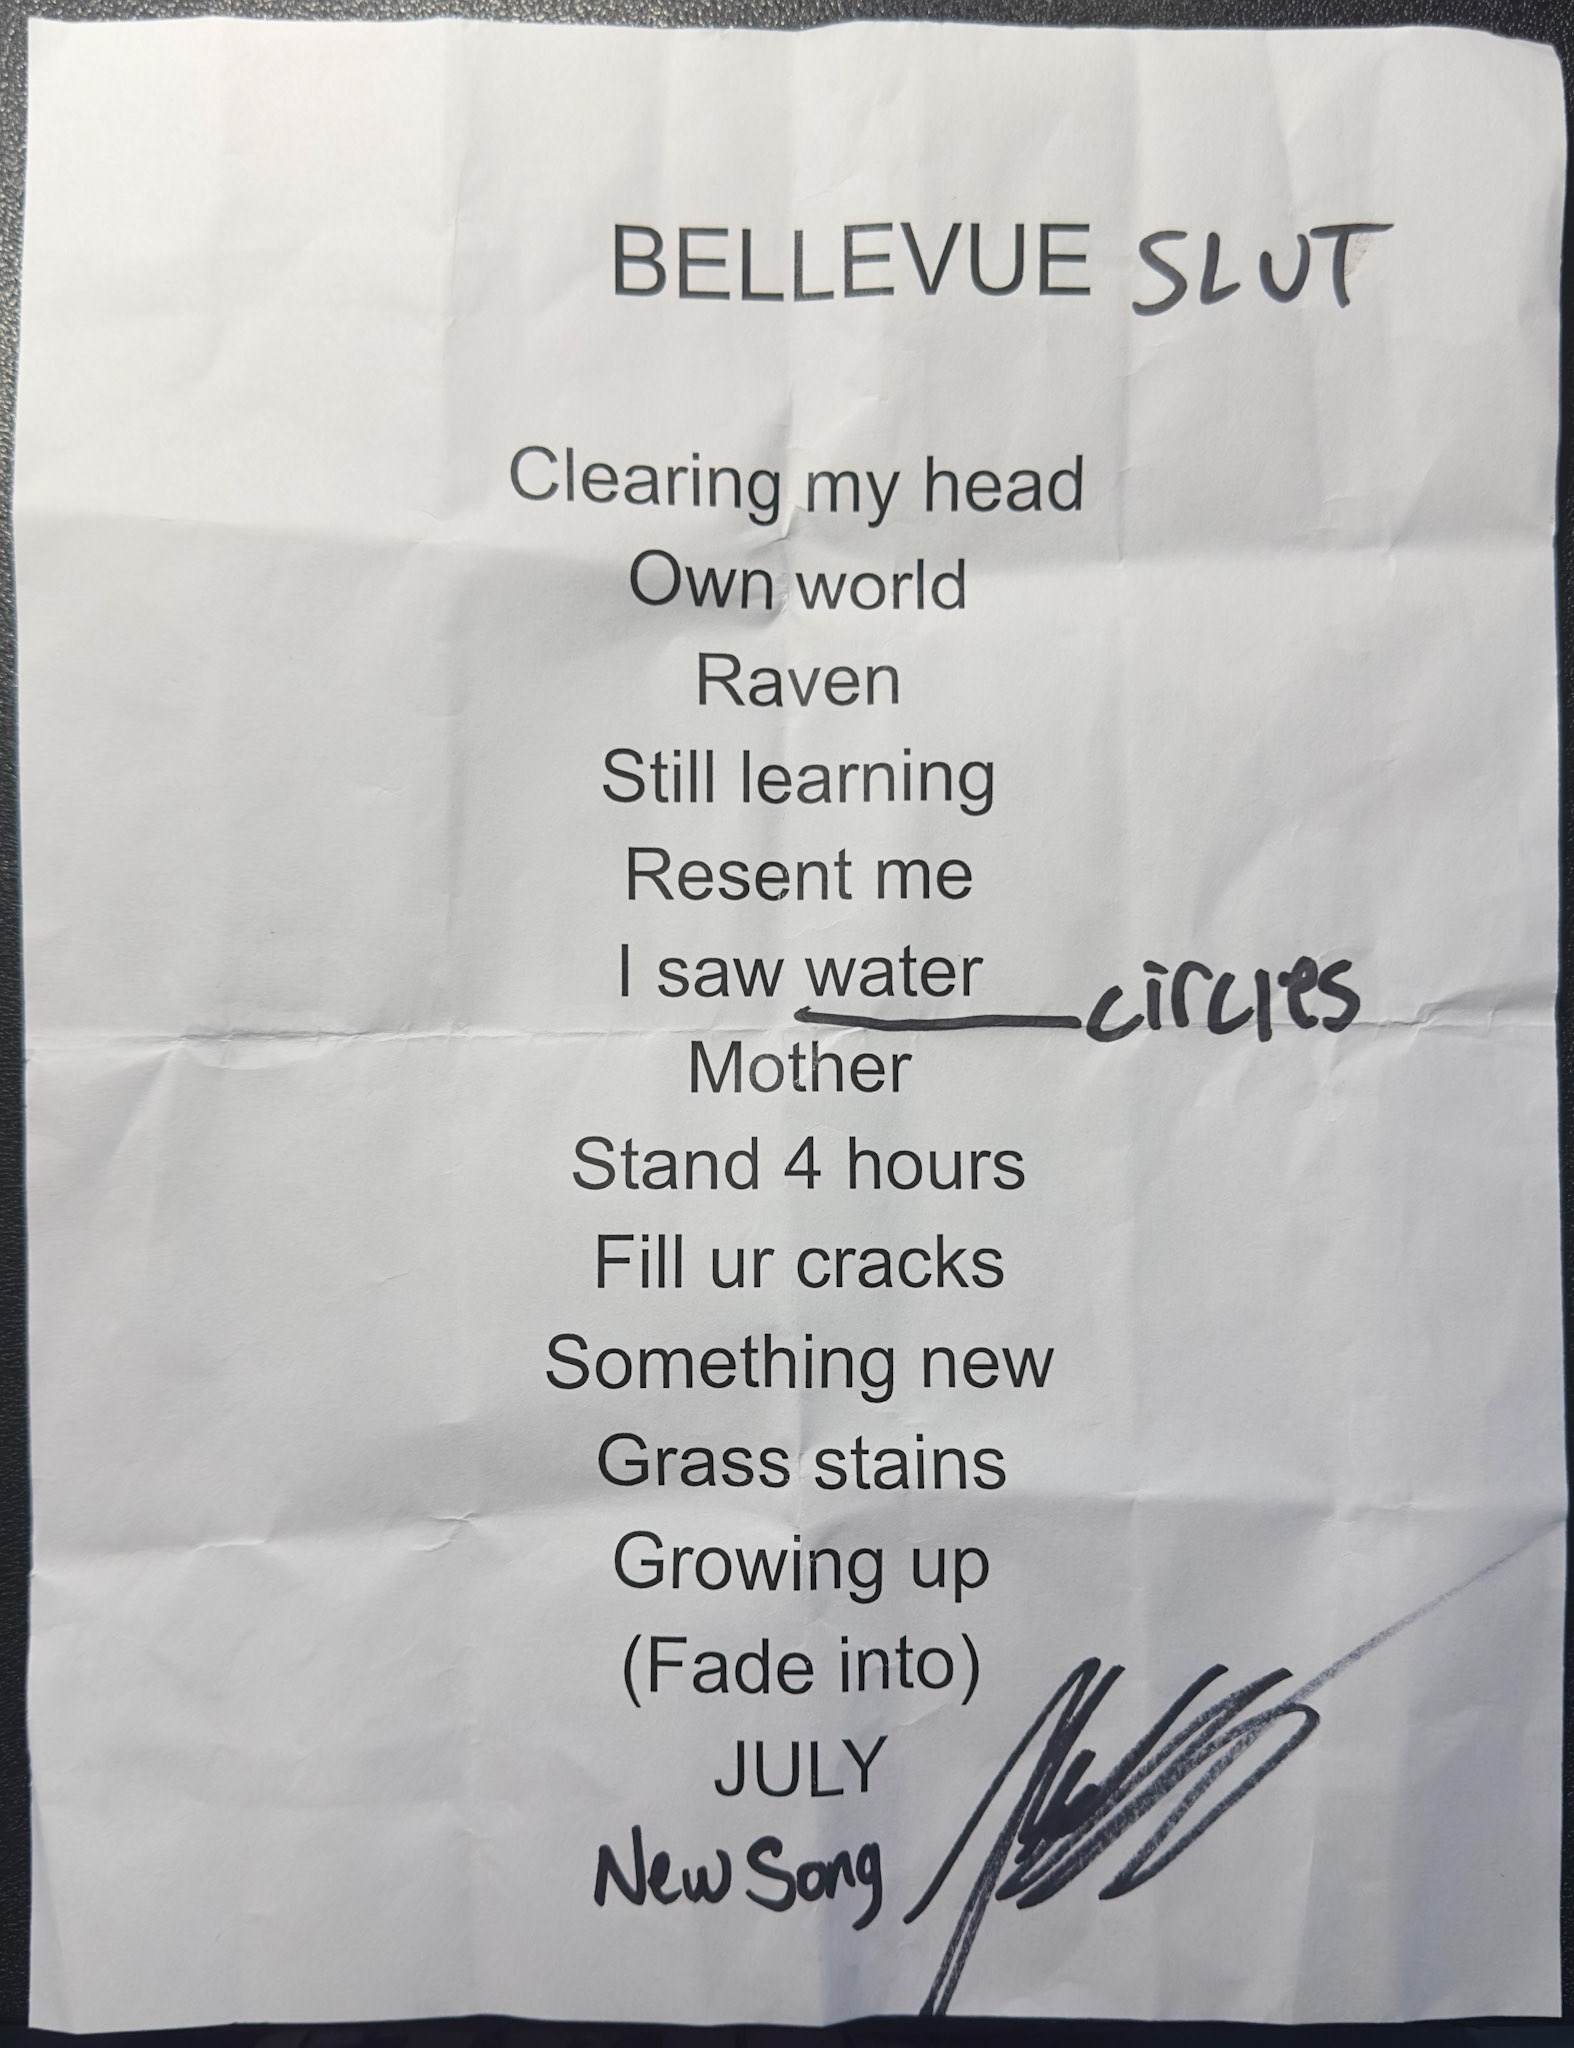 BELLEVUE SLUT
Clearing my head
Own world
Raven
Still learning
Resent me
I saw water circles
Mother
Stand 4 hours
Fill ur cracks
Something new
Grass stains
Growing up
(Fade into)
JULY
New Song